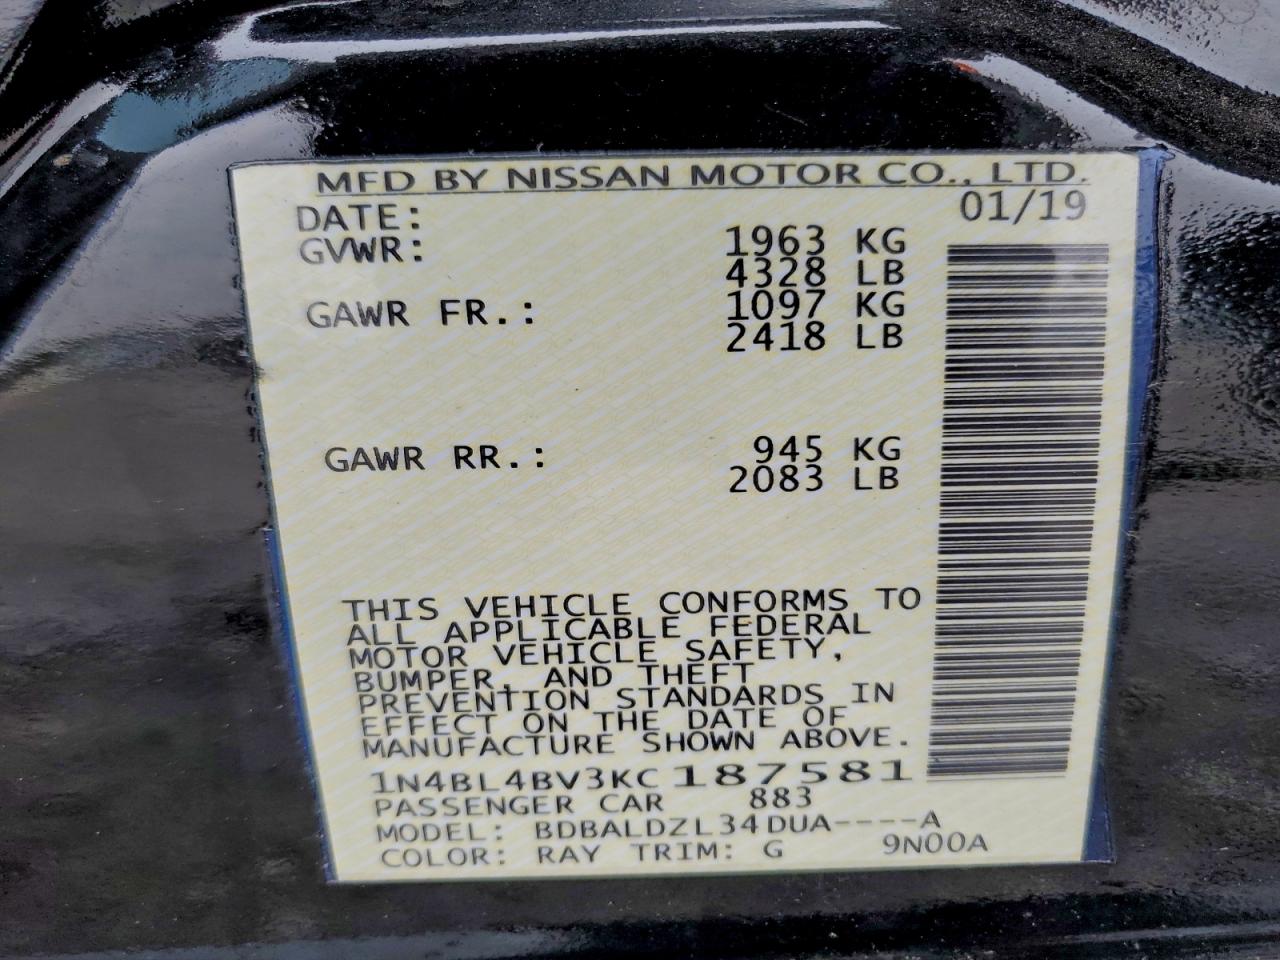 MFD BY NISSAN MOTOR CO., LTD.
DATE: 01/19
GVWR: 1963 KG
4328 LB
GAWR FR.: 1097 KG
2418 LB
GAWR RR.: 945 KG
2083 LB
THIS VEHICLE CONFORMS TO
ALL APPLICABLE FEDERAL
MOTOR VEHICLE SAFETY,
BUMPER, AND THEFT
PREVENTION STANDARDS IN
EFFECT ON THE DATE OF
MANUFACTURE SHOWN ABOVE.
1N4BL4BV3KC187581
PASSENGER CAR 883
MODEL: BDBALDZL34DUA----A
COLOR: RAY TRIM: G 9N00A